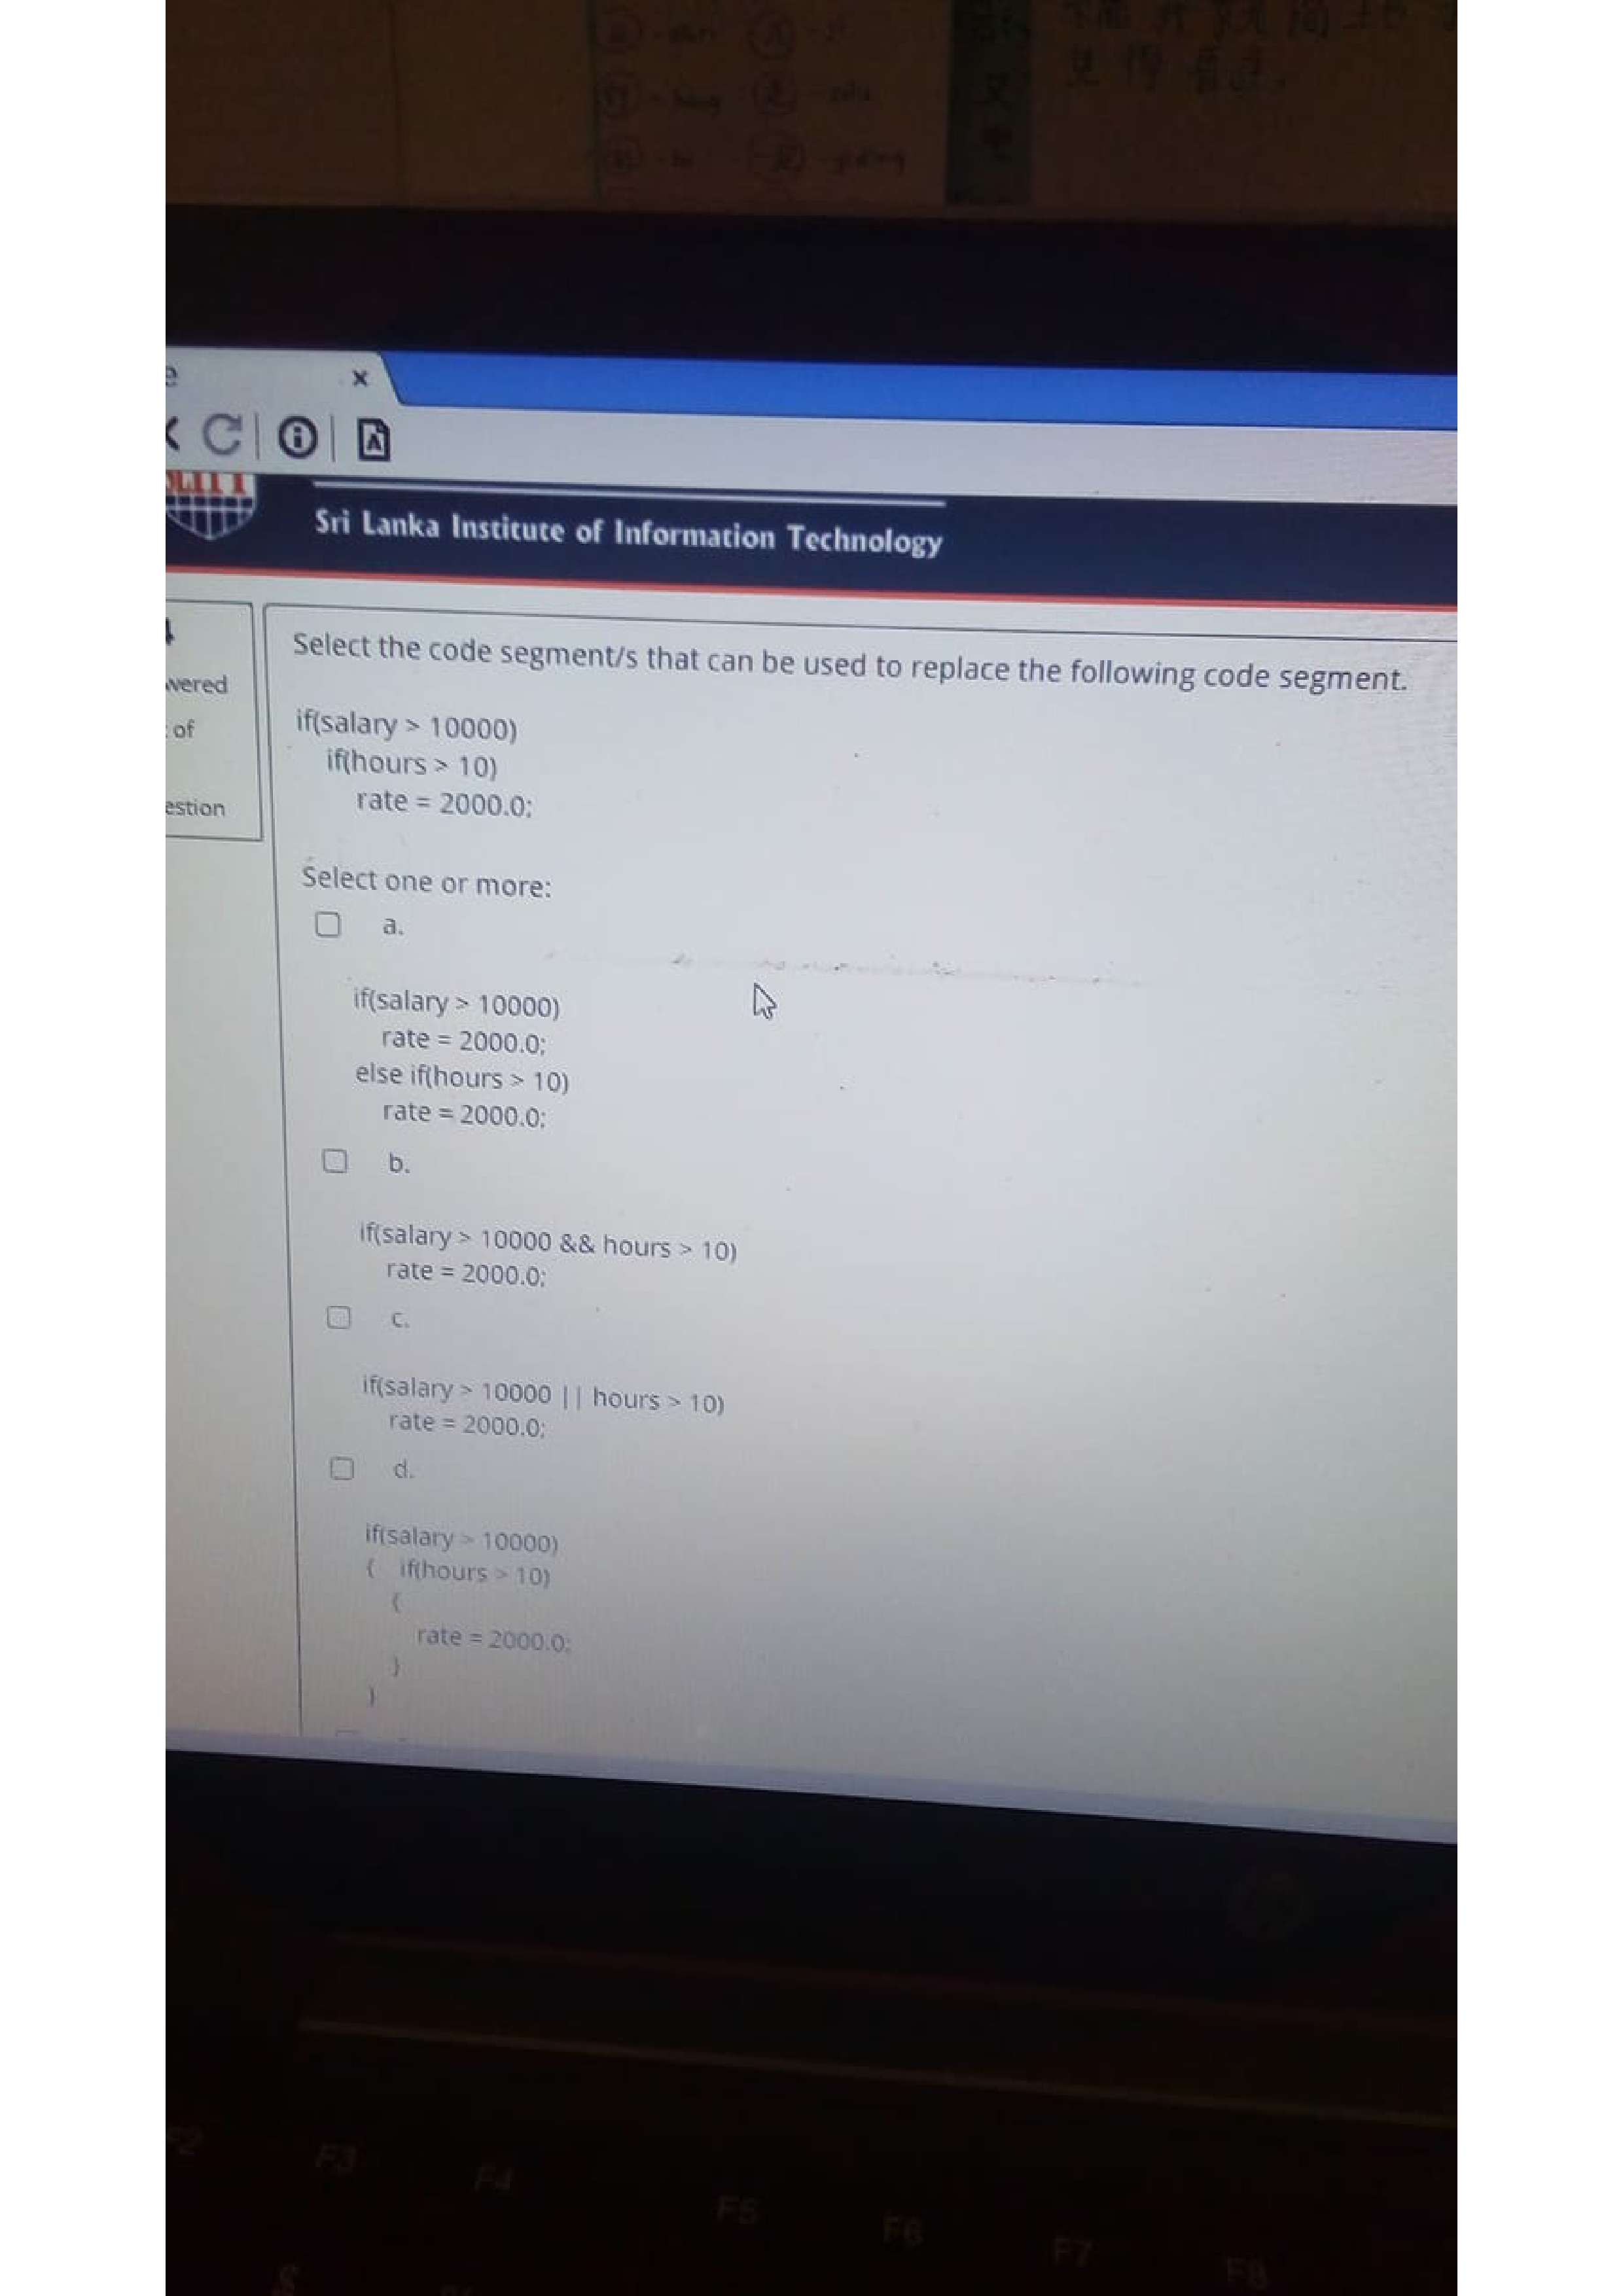 x
SLIIT
Sri Lanka Institute of Information Technology
4
wered
of
estion
Select the code segment/s that can be used to replace the following code segment.
if(salary > 10000)
if(hours > 10)
rate = 2000.0;
Select one or more:
a.
if(salary > 10000)
rate = 2000.0;
else if(hours > 10)
rate = 2000.0;
b.
if(salary > 10000 && hours > 10)
rate = 2000.0;
c.
if(salary > 10000 || hours > 10)
rate = 2000.0;
d.
if(salary > 10000)
{ if(hours > 10)
{
rate = 2000.0;
}
}
F2 F3 F4 F5 F6 F7 F8
$